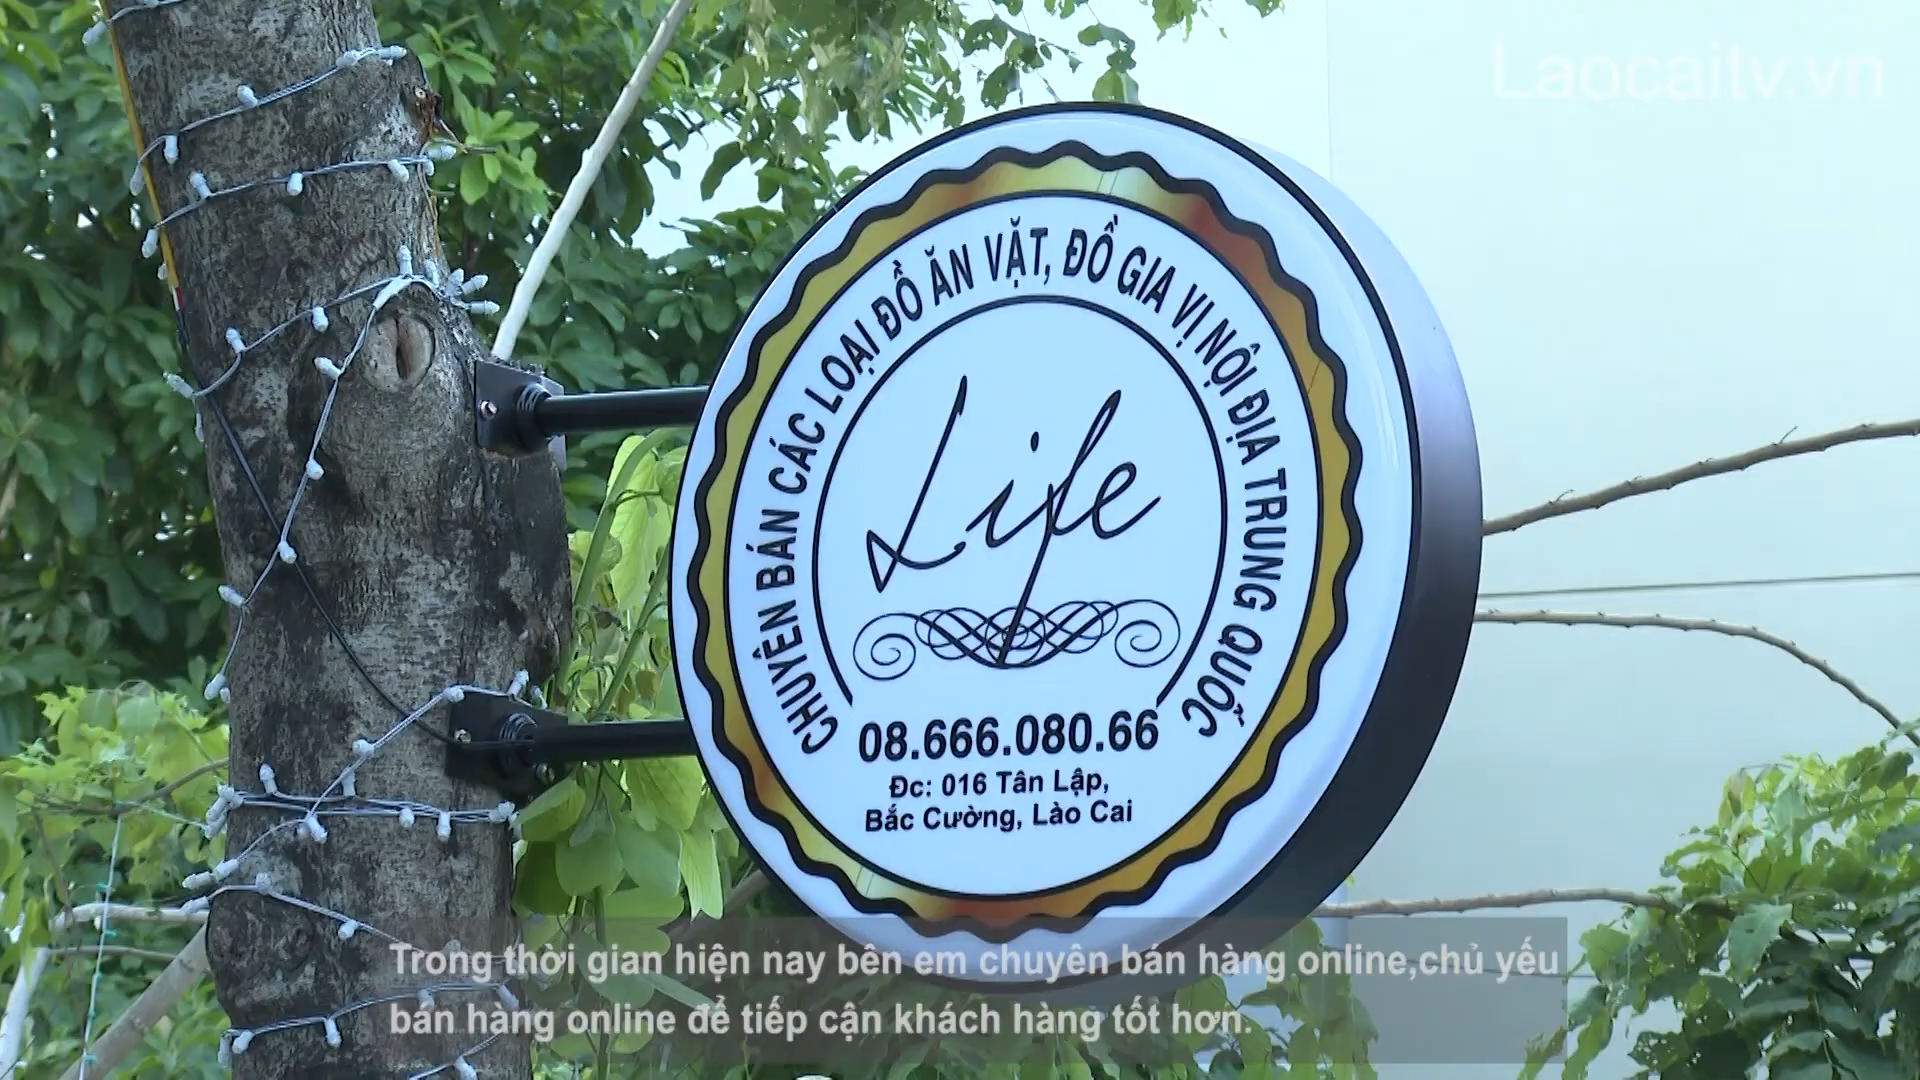 Laocaitv.vn
CHUYÊN BÁN CÁC LOẠI ĐỒ ĂN VẶT, ĐỒ GIA VỊ NỘI ĐỊA TRUNG QUỐC
Life
08.666.080.66
Đc: 016 Tân Lập,
Bắc Cường, Lào Cai
Trong thời gian hiện nay bên em chuyên bán hàng online,chủ yếu
bán hàng online để tiếp cận khách hàng tốt hơn.